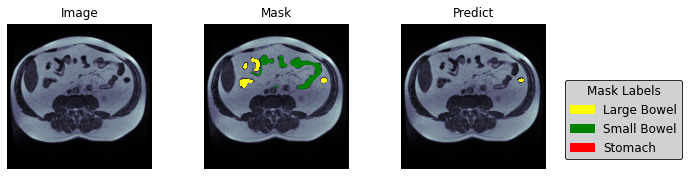 Image
Mask
Predict
Mask Labels
Large Bowel
Small Bowel
Stomach